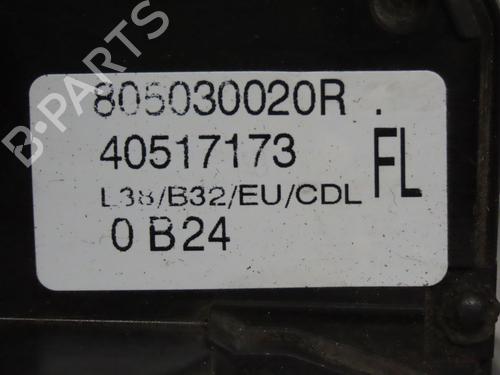 805030020R .
40517173
FL
L38/B32/EU/CDL
0 B24
B-PARTS